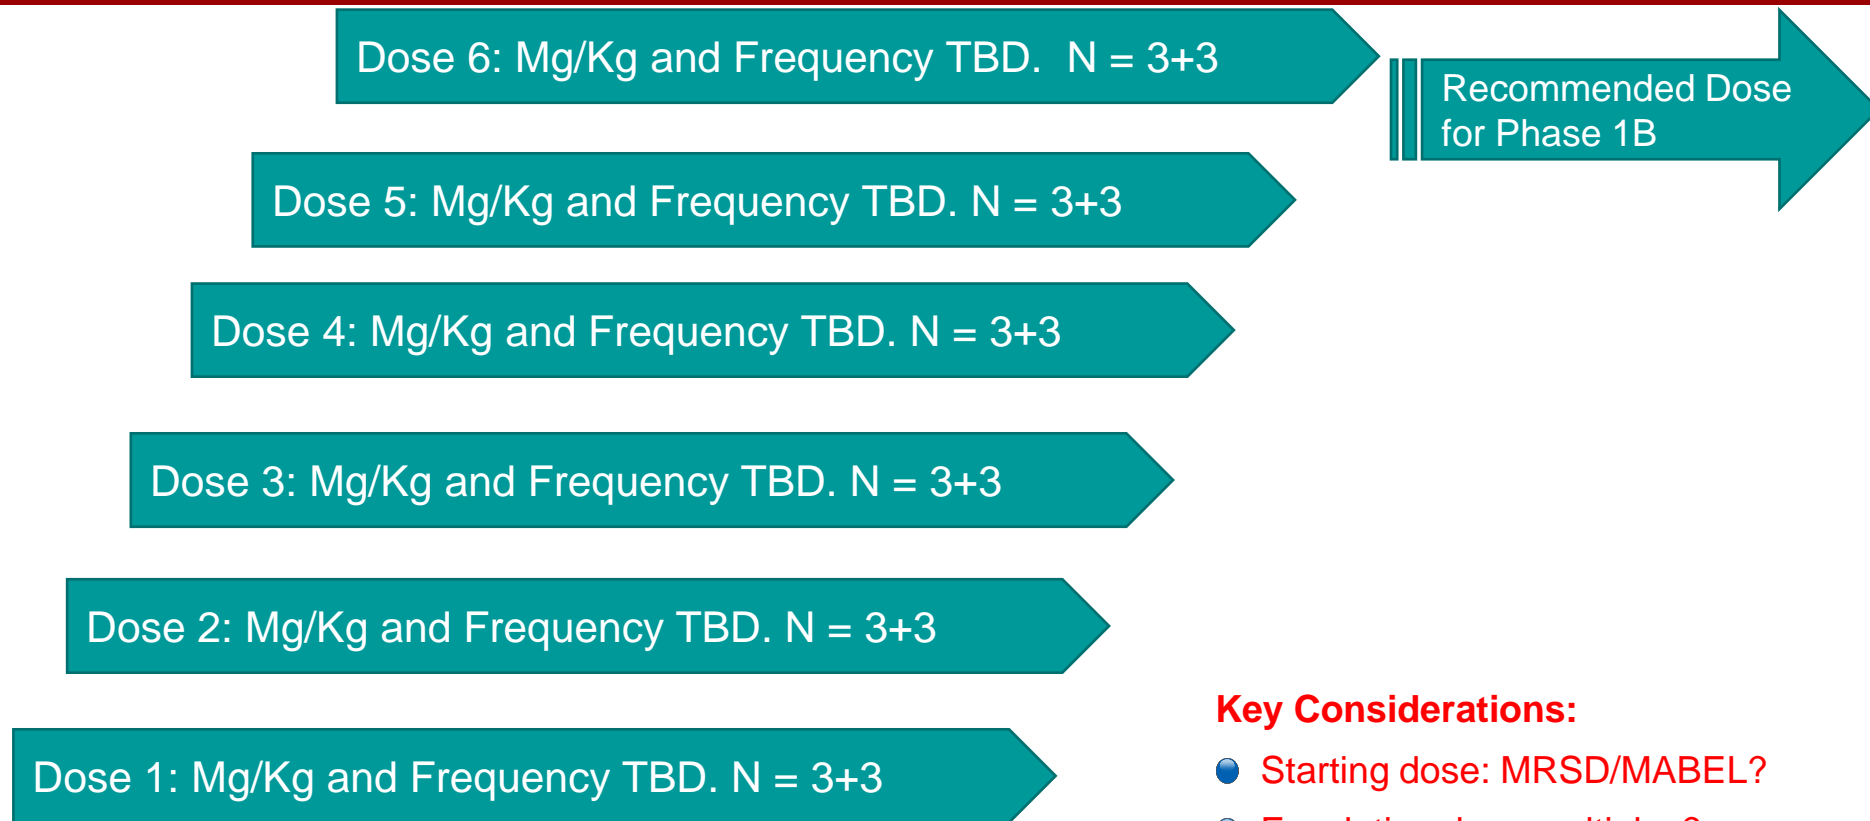 Dose 6: Mg/Kg and Frequency TBD. N = 3+3
Recommended Dose
for Phase 1B
Dose 5: Mg/Kg and Frequency TBD. N = 3+3
Dose 4: Mg/Kg and Frequency TBD. N = 3+3
Dose 3: Mg/Kg and Frequency TBD. N = 3+3
Dose 2: Mg/Kg and Frequency TBD. N = 3+3
Dose 1: Mg/Kg and Frequency TBD. N = 3+3
Key Considerations:
Starting dose: MRSD/MABEL?